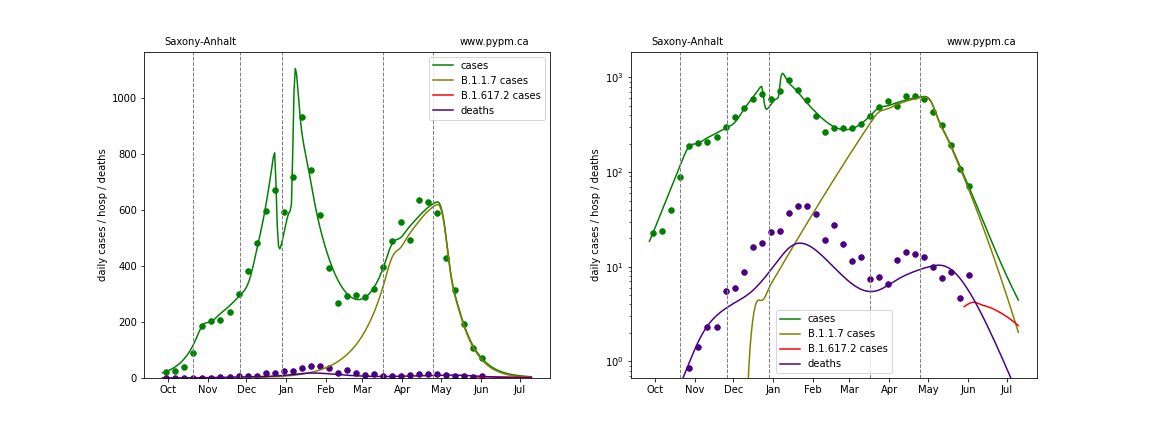 Saxony-Anhalt
www.pypm.ca
daily cases / hosp / deaths
1000
800
600
400
200
0
Oct Nov Dec Jan Feb Mar Apr May Jun Jul
cases
B.1.1.7 cases
B.1.617.2 cases
deaths
Saxony-Anhalt
www.pypm.ca
daily cases / hosp / deaths
10³
10²
10¹
10⁰
Oct Nov Dec Jan Feb Mar Apr May Jun Jul
cases
B.1.1.7 cases
B.1.617.2 cases
deaths